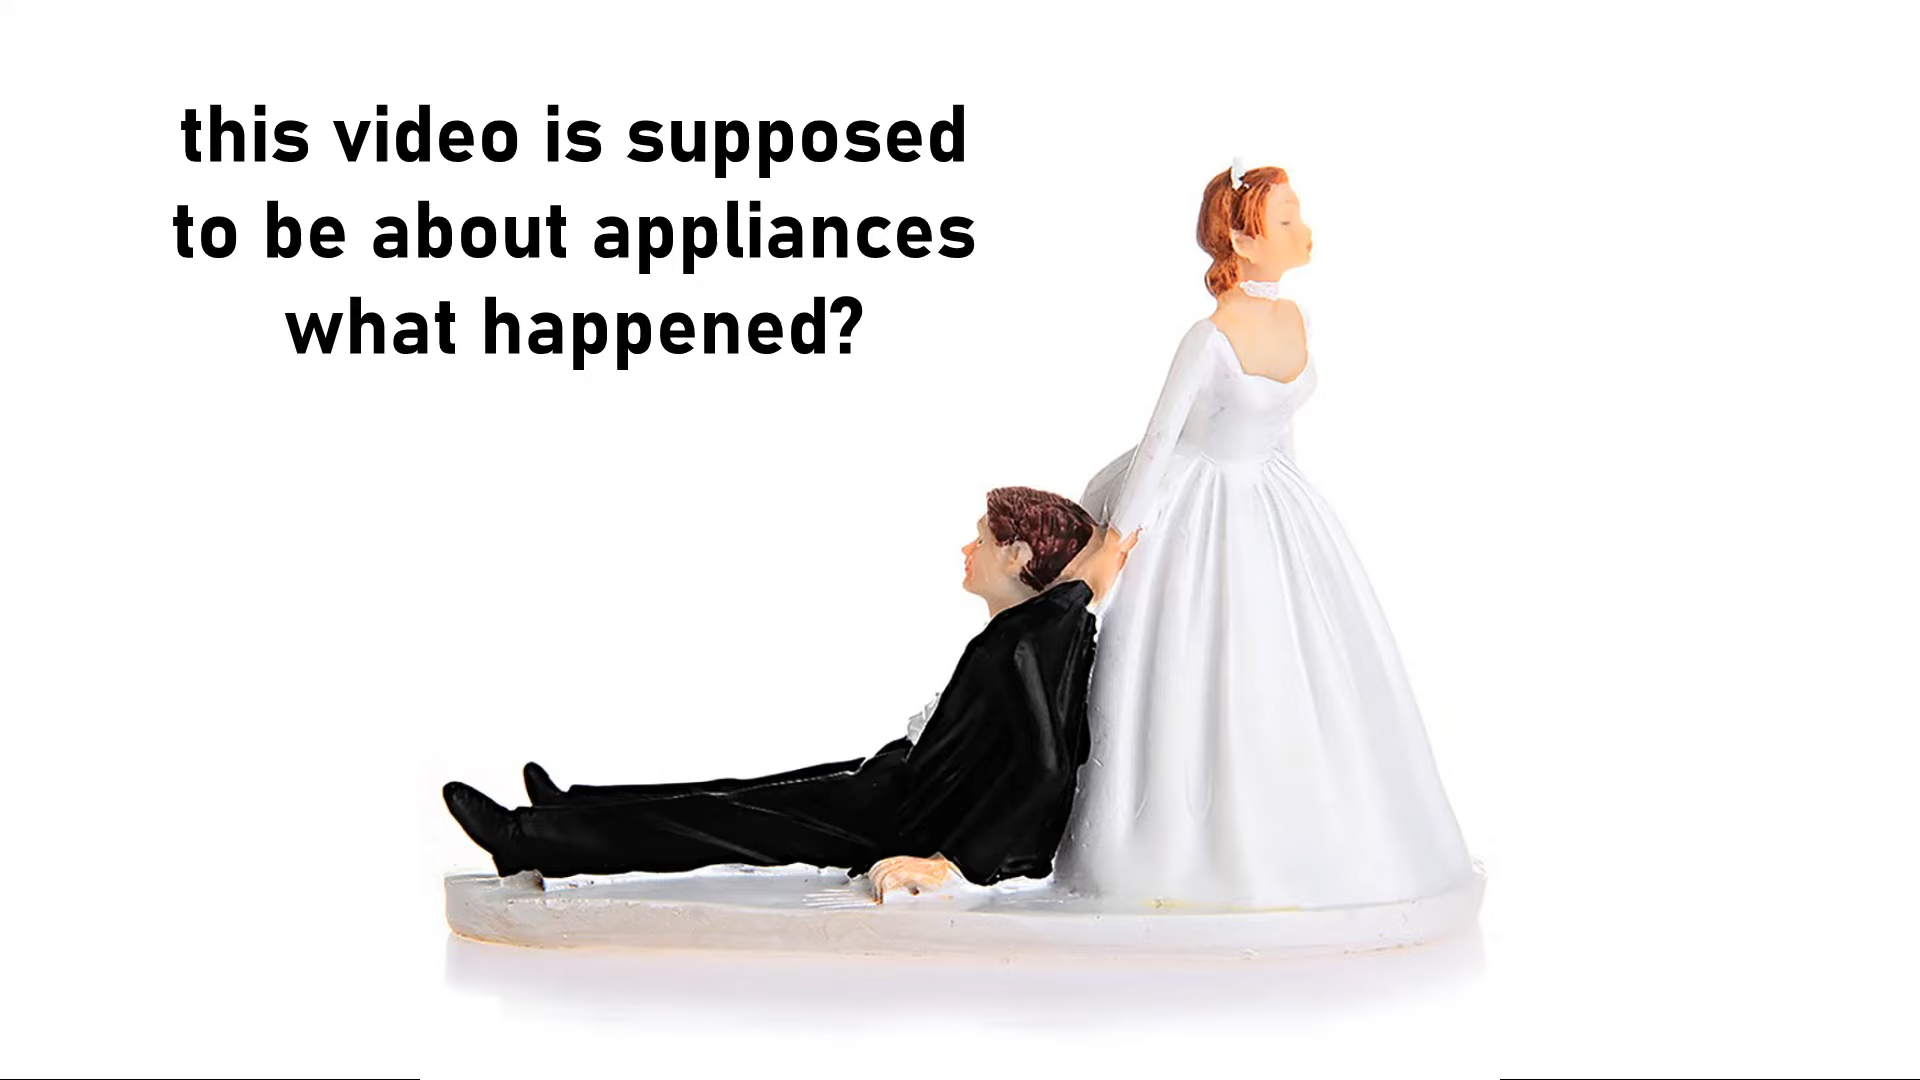 this video is supposed
to be about appliances
what happened?